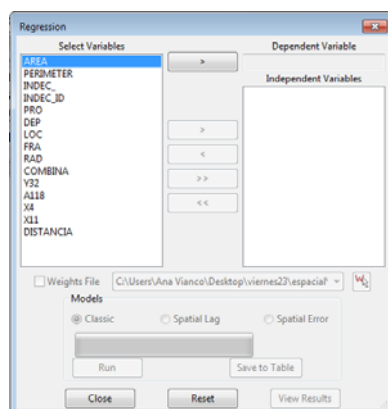 Regression
Select Variables
Dependent Variable
AREA
PERIMETER
INDEC_
INDEC_ID
PRO
DEP
LOC
FRA
RAD
COMBINA
Y32
A118
X4
X11
DISTANCIA
>
Independent Variables
>
<
>>
<<
Weights File
C:\Users\Ana Vianco\Desktop\viernes23\espacial\
Models
Classic
Spatial Lag
Spatial Error
Run
Save to Table
Close
Reset
View Results